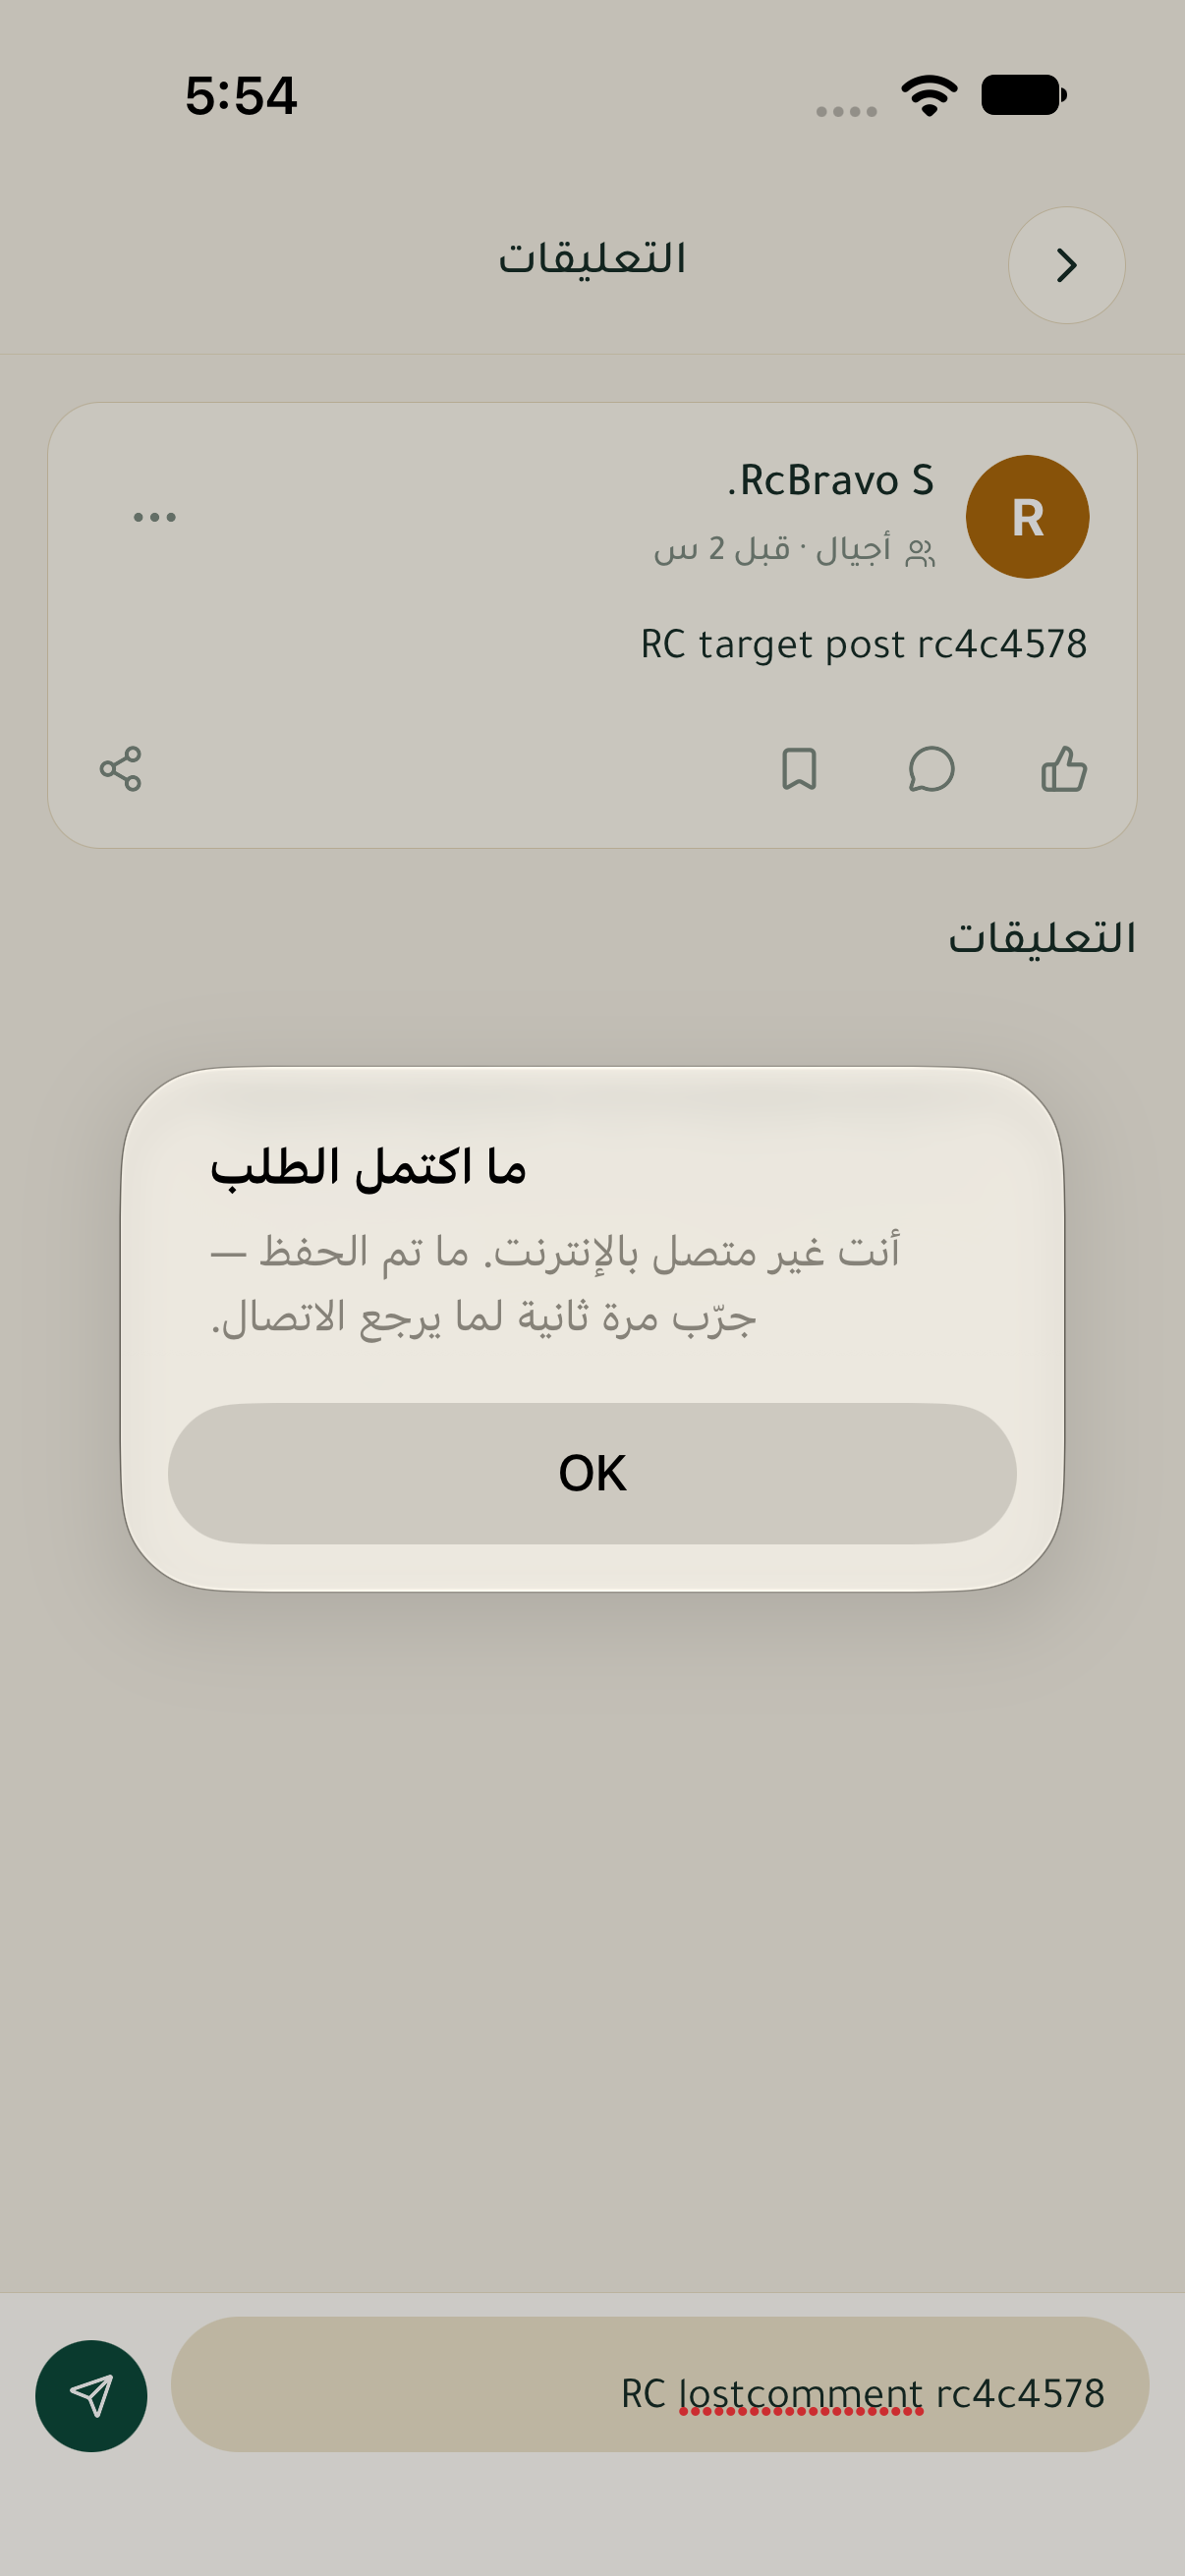 5:54
التعليقات
RcBravo S.
R
أجيال · قبل 2 س
RC target post rc4c4578
التعليقات
ما اكتمل الطلب
أنت غير متصل بالإنترنت. ما تم الحفظ —
جرّب مرة ثانية لما يرجع الاتصال.
OK
RC lostcomment rc4c4578